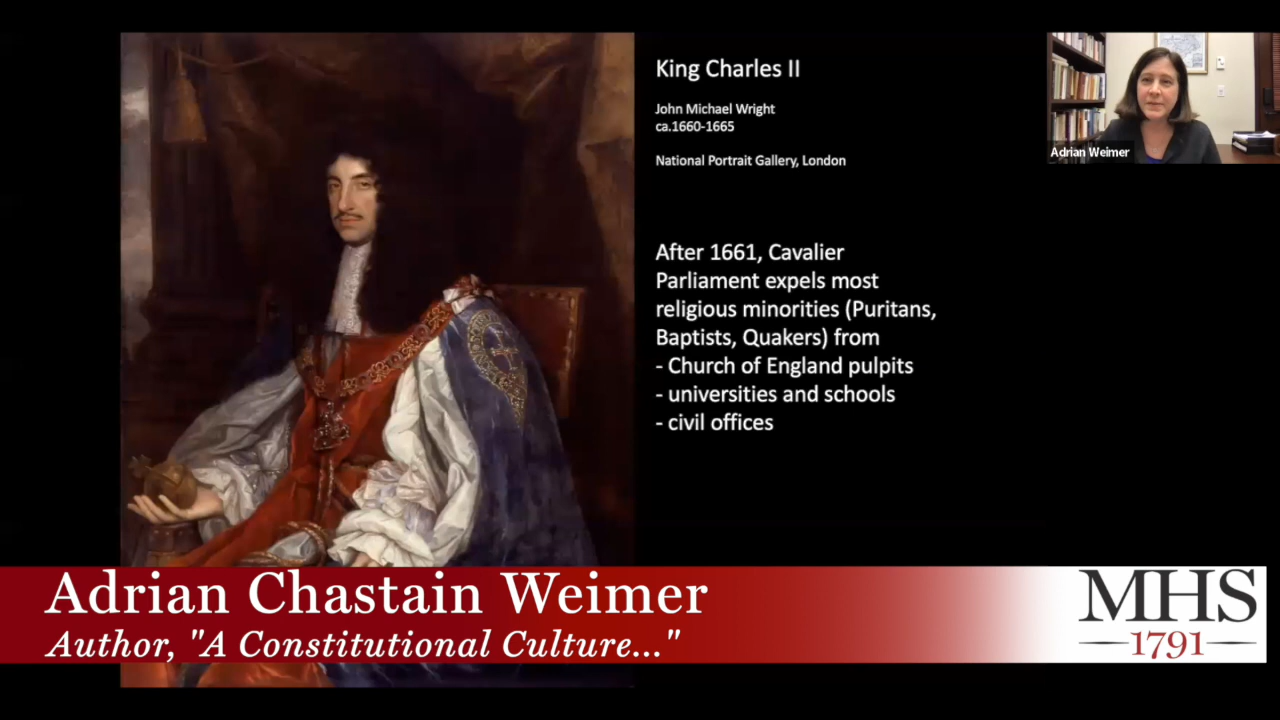 King Charles II
John Michael Wright
ca.1660-1665
National Portrait Gallery, London
After 1661, Cavalier
Parliament expels most
religious minorities (Puritans,
Baptists, Quakers) from
- Church of England pulpits
- universities and schools
- civil offices
Adrian Weimer
Adrian Chastain Weimer
Author, "A Constitutional Culture..."
MHS
1791